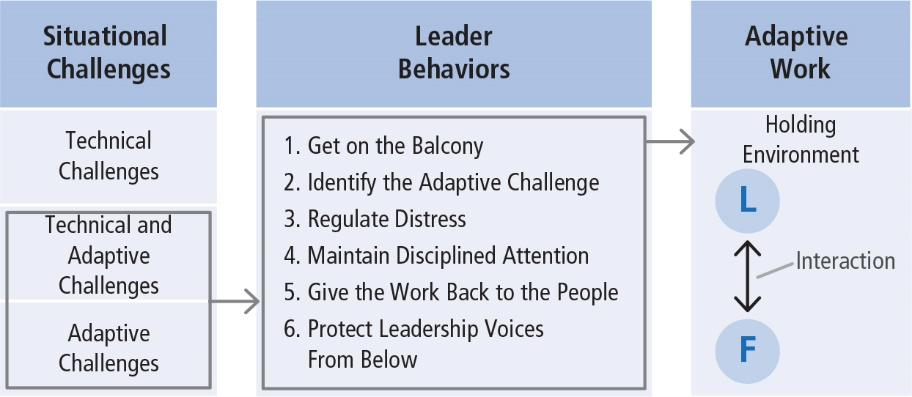 Situational
Challenges
Technical
Challenges
Technical and
Adaptive
Challenges
Adaptive
Challenges
Leader
Behaviors
1. Get on the Balcony
2. Identify the Adaptive Challenge
3. Regulate Distress
4. Maintain Disciplined Attention
5. Give the Work Back to the People
6. Protect Leadership Voices
From Below
Adaptive
Work
Holding
Environment
L
Interaction
F